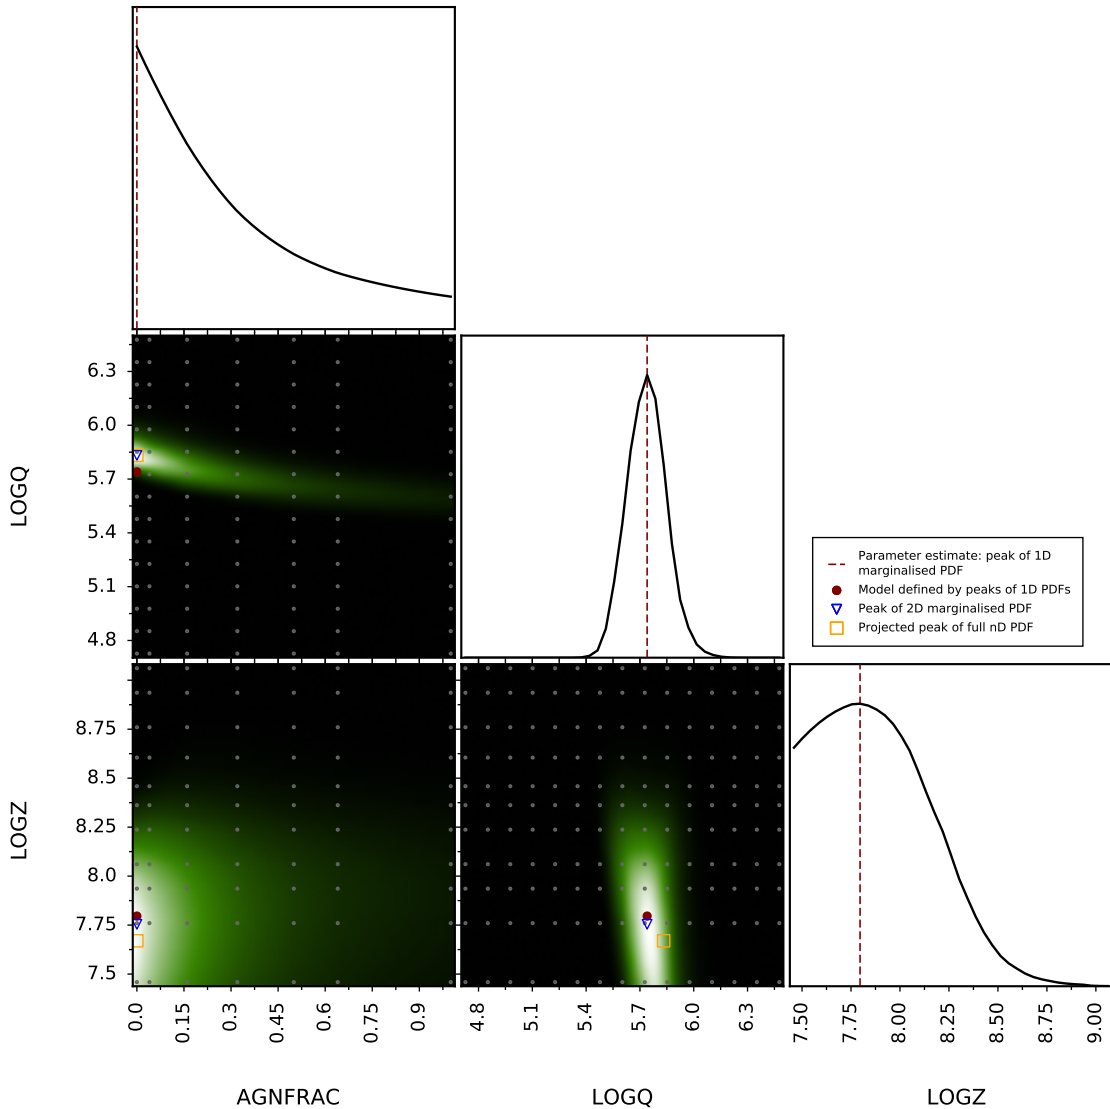 6.3
6.0
5.7
5.4
5.1
4.8
LOGQ
Parameter estimate: peak of 1D
marginalised PDF
Model defined by peaks of 1D PDFs
Peak of 2D marginalised PDF
Projected peak of full nD PDF
8.75
8.5
8.25
8.0
7.75
7.5
LOGZ
0.0 0.15 0.3 0.45 0.6 0.75 0.9
AGNFRAC
4.8 5.1 5.4 5.7 6.0 6.3
LOGQ
7.50 7.75 8.00 8.25 8.50 8.75 9.00
LOGZ